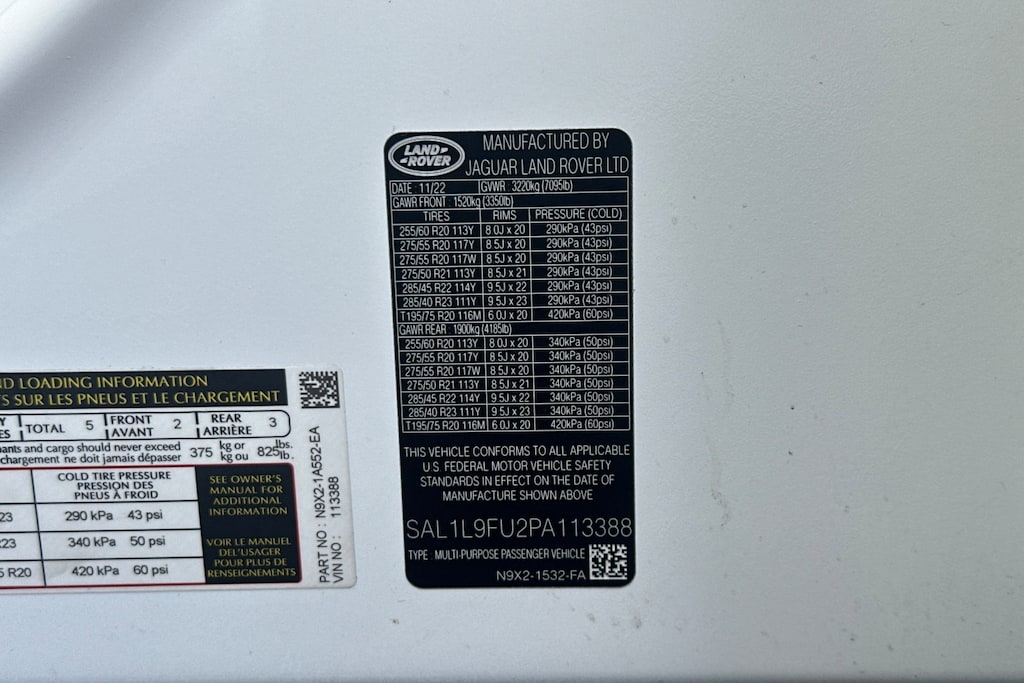 ND LOADING INFORMATION
TS SUR LES PNEUS ET LE CHARGEMENT
TOTAL 5 FRONT AVANT 2 REAR ARRIÈRE 3
and cargo should never exceed 375 kg or 825 lbs.
chargement ne doit jamais dépasser kg ou lb.
COLD TIRE PRESSURE
PRESSION DES
PNEUS À FROID
SEE OWNER'S
MANUAL FOR
ADDITIONAL
INFORMATION
VOIR LE MANUEL
DEL'USAGER
POUR PLUS DE
RENSEIGNEMENTS
23 290 kPa 43 psi
23 340 kPa 50 psi
5 R20 420 kPa 60 psi
PART NO : N9X2-1A552-EA
VIN NO : 113388
LAND-
-ROVER
MANUFACTURED BY
JAGUAR LAND ROVER LTD
DATE : 11/22 GVWR : 3220kg (7095lb)
GAWR FRONT : 1520kg (3350lb)
TIRES RIMS PRESSURE (COLD)
255/60 R20 113Y 8.0J x 20 290kPa (43psi)
275/55 R20 117Y 8.5J x 20 290kPa (43psi)
275/55 R20 117W 8.5J x 20 290kPa (43psi)
275/50 R21 113Y 8.5J x 21 290kPa (43psi)
285/45 R22 114Y 9.5J x 22 290kPa (43psi)
285/40 R23 111Y 9.5J x 23 290kPa (43psi)
T195/75 R20 116M 6.0J x 20 420kPa (60psi)
GAWR REAR : 1900kg (4185lb)
255/60 R20 113Y 8.0J x 20 340kPa (50psi)
275/55 R20 117Y 8.5J x 20 340kPa (50psi)
275/55 R20 117W 8.5J x 20 340kPa (50psi)
275/50 R21 113Y 8.5J x 21 340kPa (50psi)
285/45 R22 114Y 9.5J x 22 340kPa (50psi)
285/40 R23 111Y 9.5J x 23 340kPa (50psi)
T195/75 R20 116M 6.0J x 20 420kPa (60psi)
THIS VEHICLE CONFORMS TO ALL APPLICABLE
U.S. FEDERAL MOTOR VEHICLE SAFETY
STANDARDS IN EFFECT ON THE DATE OF
MANUFACTURE SHOWN ABOVE
SAL1L9FU2PA113388
TYPE : MULTI-PURPOSE PASSENGER VEHICLE
N9X2-1532-FA